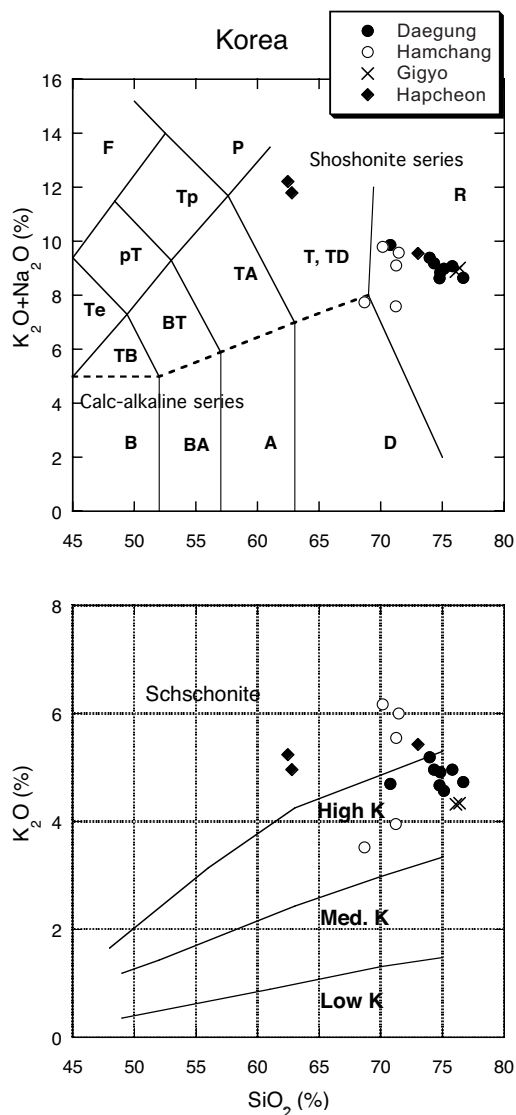 Korea
Daegung
Hamchang
Gigyo
Hapcheon
16
14
12
10
8
6
4
2
0
K₂O+Na₂O (%)
F
P
Shoshonite series
Tp
R
pT
TA
T, TD
Te
BT
TB
Calc-alkaline series
B
BA
A
D
45 50 55 60 65 70 75 80
8
6
4
2
0
K₂O (%)
Schschonite
High K
Med. K
Low K
45 50 55 60 65 70 75 80
SiO₂ (%)